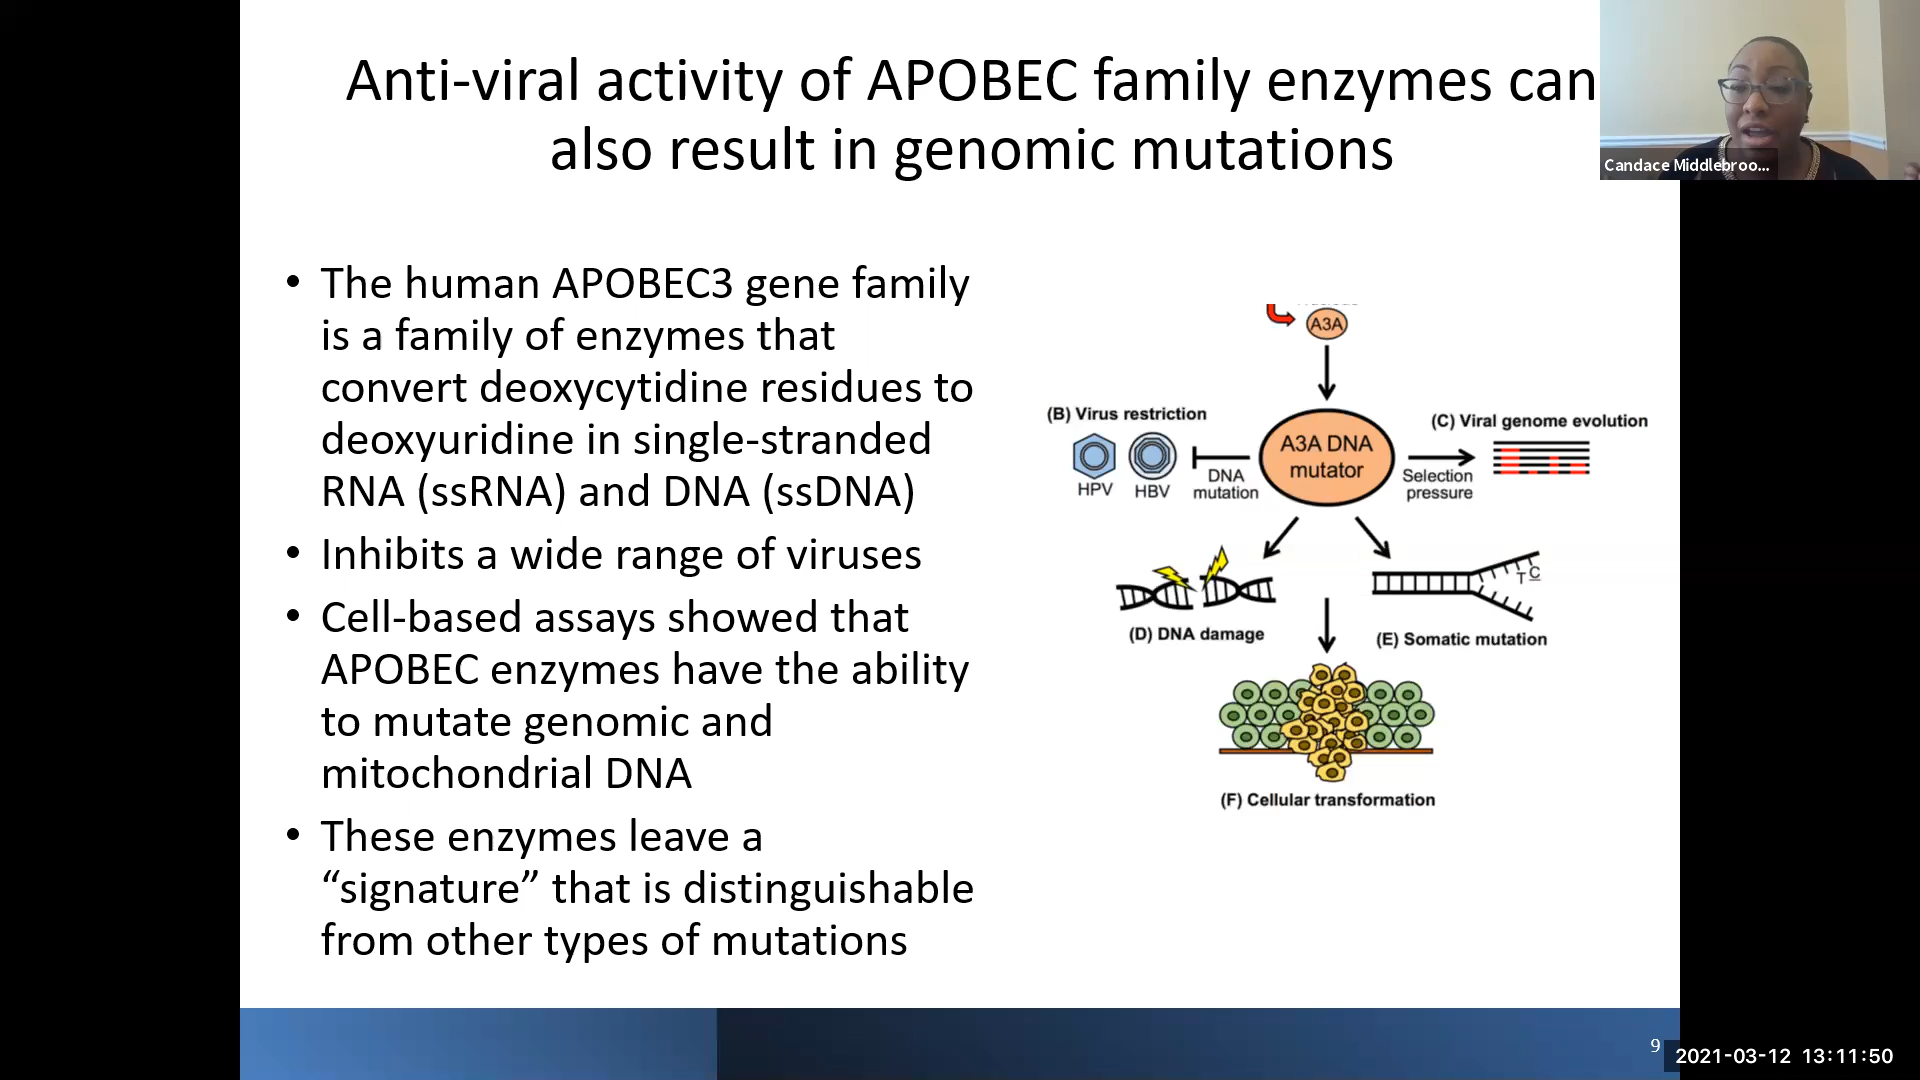 Anti-viral activity of APOBEC family enzymes can
also result in genomic mutations
Candace Middlebroo...
• The human APOBEC3 gene family
is a family of enzymes that
convert deoxycytidine residues to
deoxyuridine in single-stranded
RNA (ssRNA) and DNA (ssDNA)
• Inhibits a wide range of viruses
• Cell-based assays showed that
APOBEC enzymes have the ability
to mutate genomic and
mitochondrial DNA
• These enzymes leave a
“signature” that is distinguishable
from other types of mutations
A3A
(B) Virus restriction
HPV
HBV
DNA
mutation
A3A DNA
mutator
(C) Viral genome evolution
Selection
pressure
(D) DNA damage
TC
(E) Somatic mutation
(F) Cellular transformation
9
2021-03-12 13:11:50